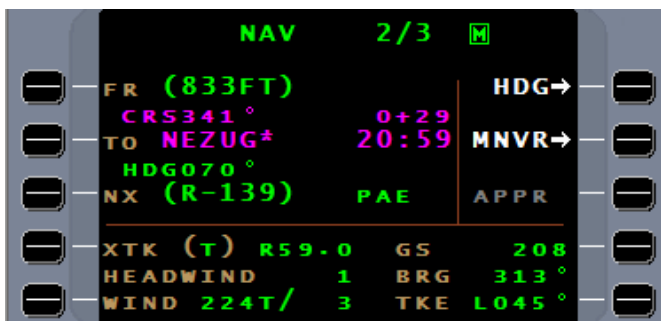 NAV 2/3 M
FR (833FT) HDG→
CRS341° 0+29
TO NEZUG* 20:59 MNVR→
HDG070°
NX (R-139) PAE APPR
XTK (T) R59.0 GS 208
HEADWIND 1 BRG 313°
WIND 224T/ 3 TKE L045°